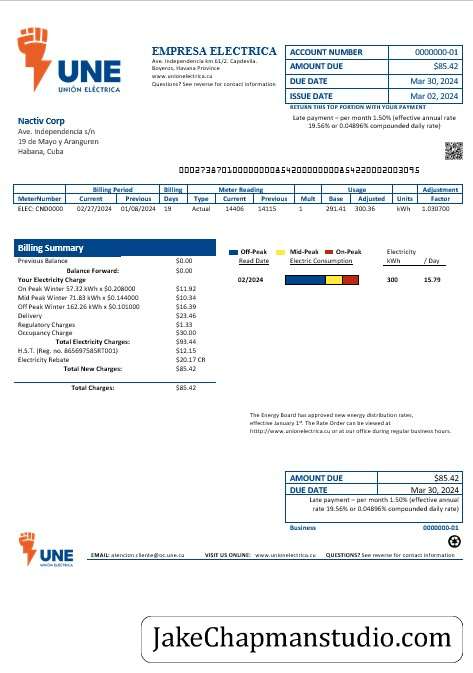 UNE
UNIÓN ELÉCTRICA
EMPRESA ELECTRICA
Ave. Independencia km 61/2. Capdevila.
Boyeros, Havana Province
www.unionelectrica.cu
Questions? See reverse for contact information
ACCOUNT NUMBER 0000000-01
AMOUNT DUE $85.42
DUE DATE Mar 30, 2024
ISSUE DATE Mar 02, 2024
RETURN THIS TOP PORTION WITH YOUR PAYMENT
Late payment – per month 1.50% (effective annual rate
19.56% or 0.04896% compounded daily rate)
Nactiv Corp
Ave. Independencia s/n
19 de Mayo y Aranguren
Habana, Cuba
Billing Period Billing Meter Reading Usage Adjustment
MeterNumber Current Previous Days Type Current Previous Mult Base Adjusted Units Factor
ELEC: CND0000 02/27/2024 01/08/2024 19 Actual 14406 14115 1 291.41 300.36 kWh 1.030700
Billing Summary
Previous Balance $0.00
Balance Forward: $0.00
Your Electricity Charge
On Peak Winter 57.32 kWh x $0.208000 $11.92
Mid Peak Winter 71.83 kWh x $0.144000 $10.34
Off Peak Winter 162.26 kWh x $0.101000 $16.39
Delivery $23.46
Regulatory Charges $1.33
Occupancy Charge $30.00
Total Electricity Charges: $93.44
H.S.T. (Reg. no. 865697585RT001) $12.15
Electricity Rebate $20.17 CR
Total New Charges: $85.42
Total Charges: $85.42
Off-Peak Mid-Peak On-Peak Electricity
Read Date Electric Consumption kWh / Day
02/2024 300 15.79
The Energy Board has approved new energy distribution rates,
effective January 1st. The Rate Order can be viewed at
http://www.unionelectrica.cu or at our office during regular business hours.
AMOUNT DUE $85.42
DUE DATE Mar 30, 2024
Late payment – per month 1.50% (effective annual
rate 19.56% or 0.04896% compounded daily rate)
Business 0000000-01
UNE
UNIÓN ELÉCTRICA
EMAIL: atencion.cliente@oc.une.cu VISIT US ONLINE: www.unionelectrica.cu QUESTIONS? See reverse for contact information
JakeChapmanstudio.com